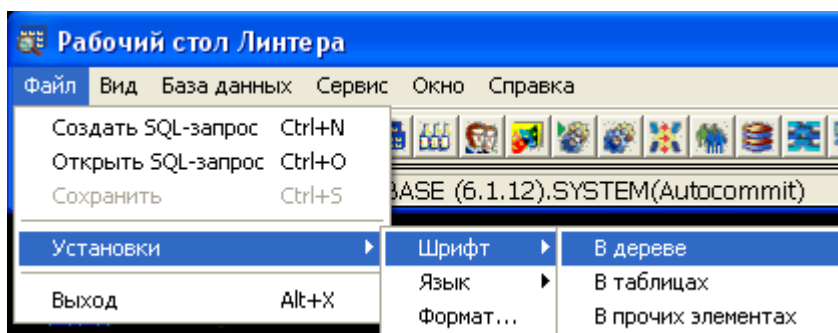 Рабочий стол Линтера
Файл Вид База данных Сервис Окно Справка
Создать SQL-запрос Ctrl+N
Открыть SQL-запрос Ctrl+O
Сохранить Ctrl+S
BASE (6.1.12).SYSTEM(Autocommit)
Установки Шрифт В дереве
Язык В таблицах
Выход Alt+X
Формат... В прочих элементах